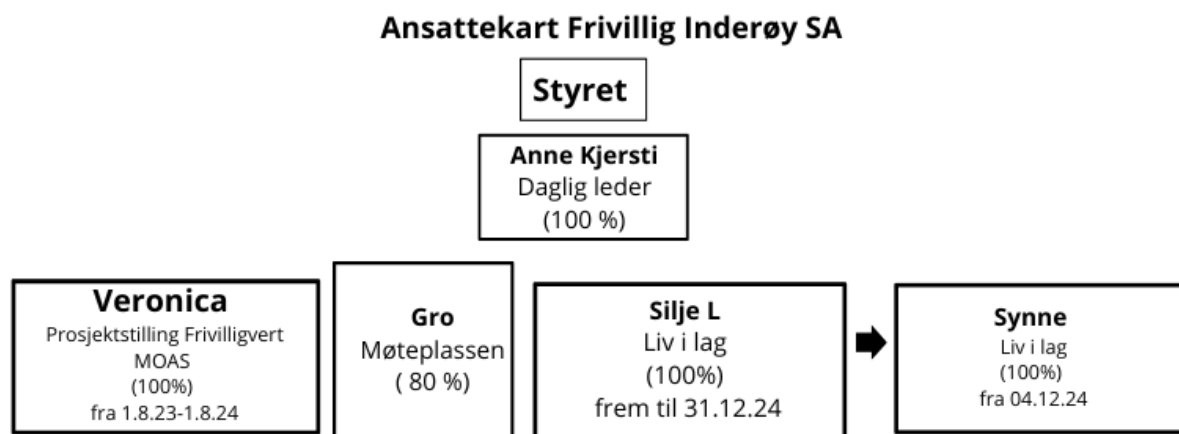 Ansattekart Frivillig Inderøy SA
Styret
Anne Kjersti
Daglig leder
(100 %)
Veronica
Prosjektstilling Frivilligvert
MOAS
(100%)
fra 1.8.23-1.8.24
Gro
Møteplassen
( 80 %)
Silje L
Liv i lag
(100%)
frem til 31.12.24
Synne
Liv i lag
(100%)
fra 04.12.24